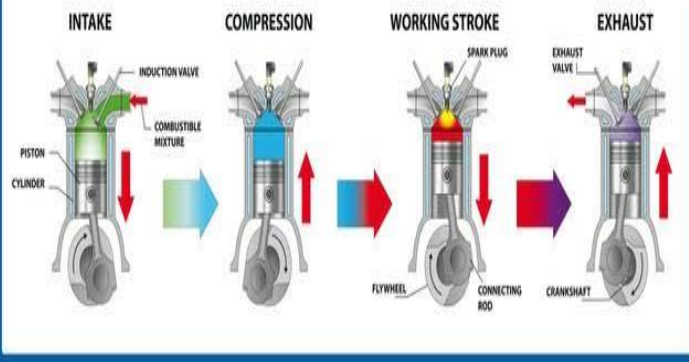 INTAKE
COMPRESSION
WORKING STROKE
EXHAUST
INDUCTION VALVE
COMBUSTIBLE
MIXTURE
PISTON
CYLINDER
SPARK PLUG
FLYWHEEL
CONNECTING
ROD
EXHAUST
VALVE
CRANKSHAFT